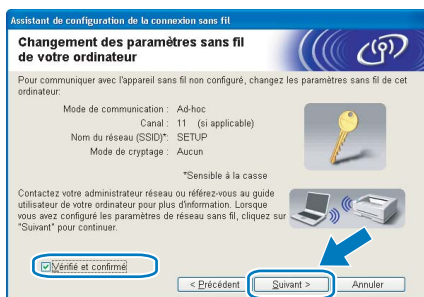 Assistant de configuration de la connexion sans fil
Changement des paramètres sans fil
de votre ordinateur
Pour communiquer avec l'appareil sans fil non configuré, changez les paramètres sans fil de cet
ordinateur:
Mode de communication : Ad-hoc
Canal : 11 (si applicable)
Nom du réseau (SSID)*: SETUP
Mode de cryptage : Aucun
*Sensible à la casse
Contactez votre administrateur réseau ou référez-vous au guide
utilisateur de votre ordinateur pour plus d'information. Lorsque
vous avez configuré les paramètres de réseau sans fil, cliquez sur
"Suivant" pour continuer.
Vérifié et confirmé
< Précédent Suivant > Annuler